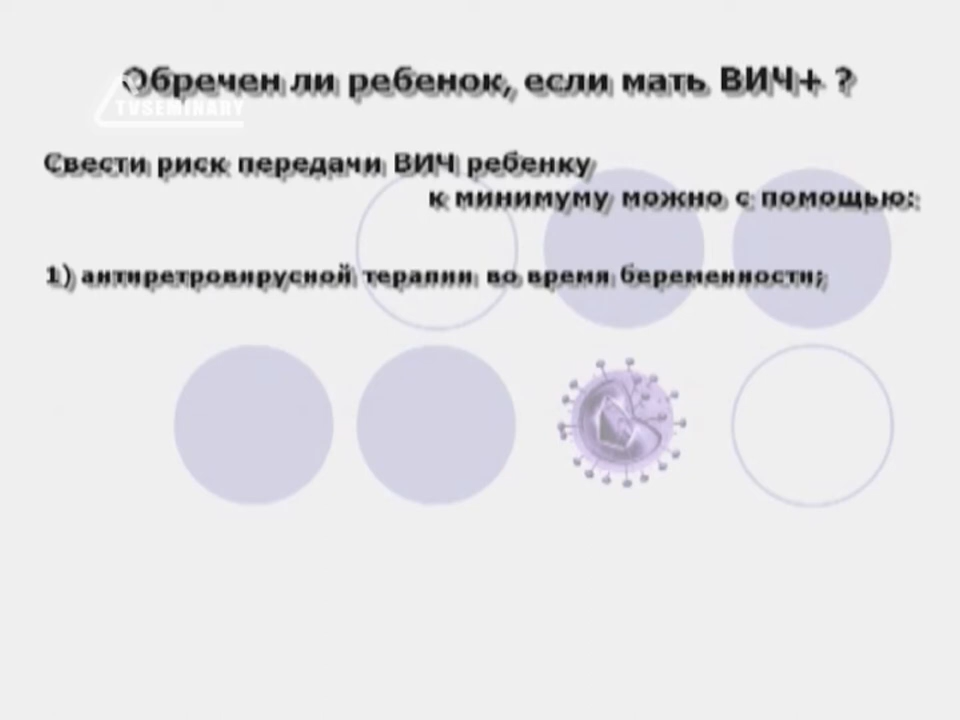 Обречен ли ребенок, если мать ВИЧ+ ?
TVSEMINARY
Свести риск передачи ВИЧ ребенку
к минимуму можно с помощью:
1) антиретровирусной терапии во время беременности;